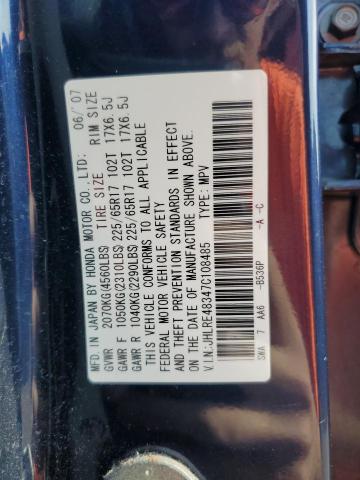 MFD. IN JAPAN BY HONDA MOTOR CO., LTD. 06/'07
GVWR 2070KG(4560LBS) TIRE SIZE RIM SIZE
GAWR F 1050KG(2310LBS) 225/65R17 102T 17X6.5J
GAWR R 1040KG(2290LBS) 225/65R17 102T 17X6.5J
THIS VEHICLE CONFORMS TO ALL APPLICABLE
FEDERAL MOTOR VEHICLE SAFETY
AND THEFT PREVENTION STANDARDS IN EFFECT
ON THE DATE OF MANUFACTURE SHOWN ABOVE.
V.I.N:JHLRE48347C108485 TYPE: MPV
SWA 7 AA6 -B536P -A -C